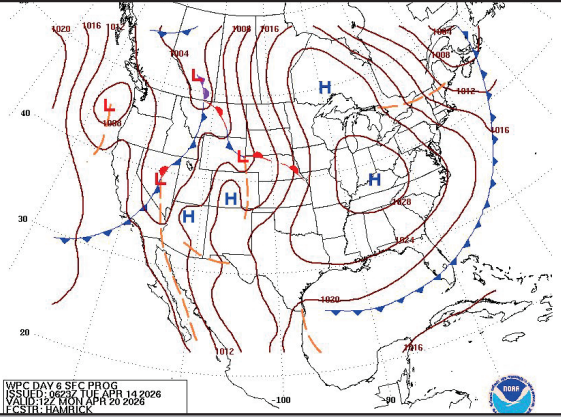 1020 1016 1012 1008 1016 1004
1004 1008
L H
40 L 1008 1012
1016
L
L H
H H 1028
30 1024
1020
20 1012 1016
WPC DAY 6 SFC PROG
ISSUED: 0623Z TUE APR 14 2026
VALID: 12Z MON APR 20 2026
FCSTR: HAMRICK
-100 -90
NOAA